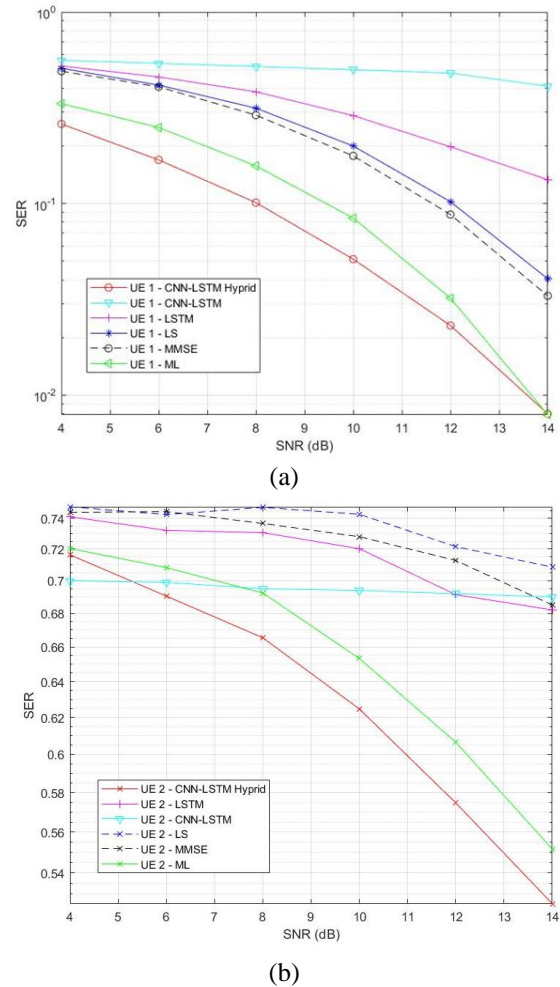 10⁻¹
10⁻²
SER
UE 1 - CNN-LSTM Hyprid
UE 1 - CNN-LSTM
UE 1 - LSTM
UE 1 - LS
UE 1 - MMSE
UE 1 - ML
4 5 6 7 8 9 10 11 12 13 14
SNR (dB)
(a)
0.74
0.72
0.7
0.68
0.66
0.64
0.62
0.6
0.58
0.56
0.54
SER
UE 2 - CNN-LSTM Hyprid
UE 2 - LSTM
UE 2 - CNN-LSTM
UE 2 - LS
UE 2 - MMSE
UE 2 - ML
4 5 6 7 8 9 10 11 12 13 14
SNR (dB)
(b)